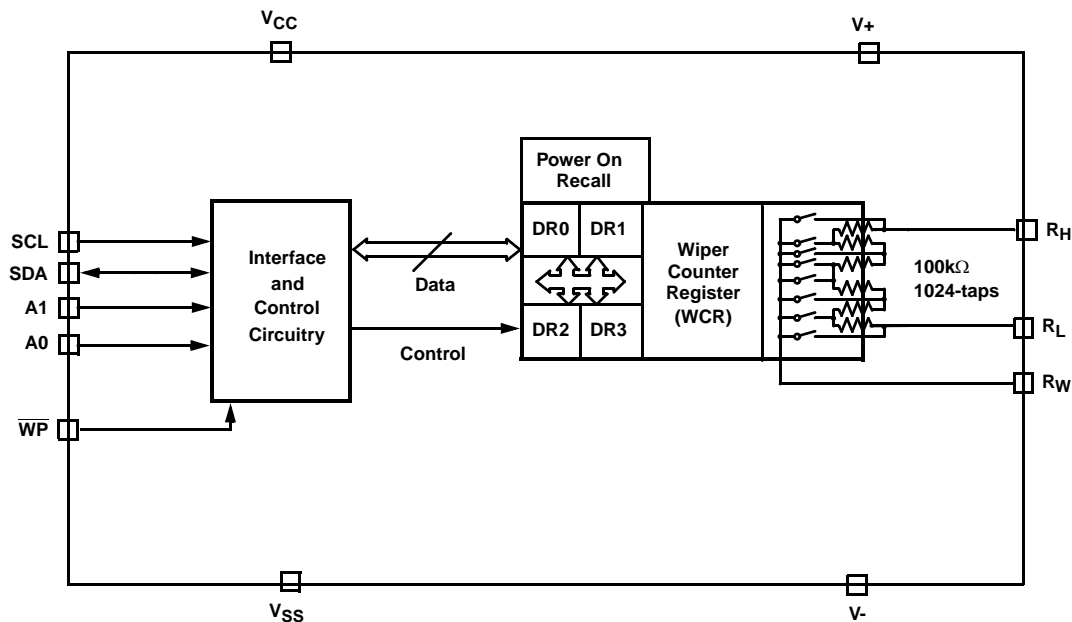 VCC
V+
Power On
Recall
SCL
SDA
A1
A0
WP
Interface
and
Control
Circuitry
Data
Control
DR0
DR1
DR2
DR3
Wiper
Counter
Register
(WCR)
100kΩ
1024-taps
RH
RL
RW
VSS
V-